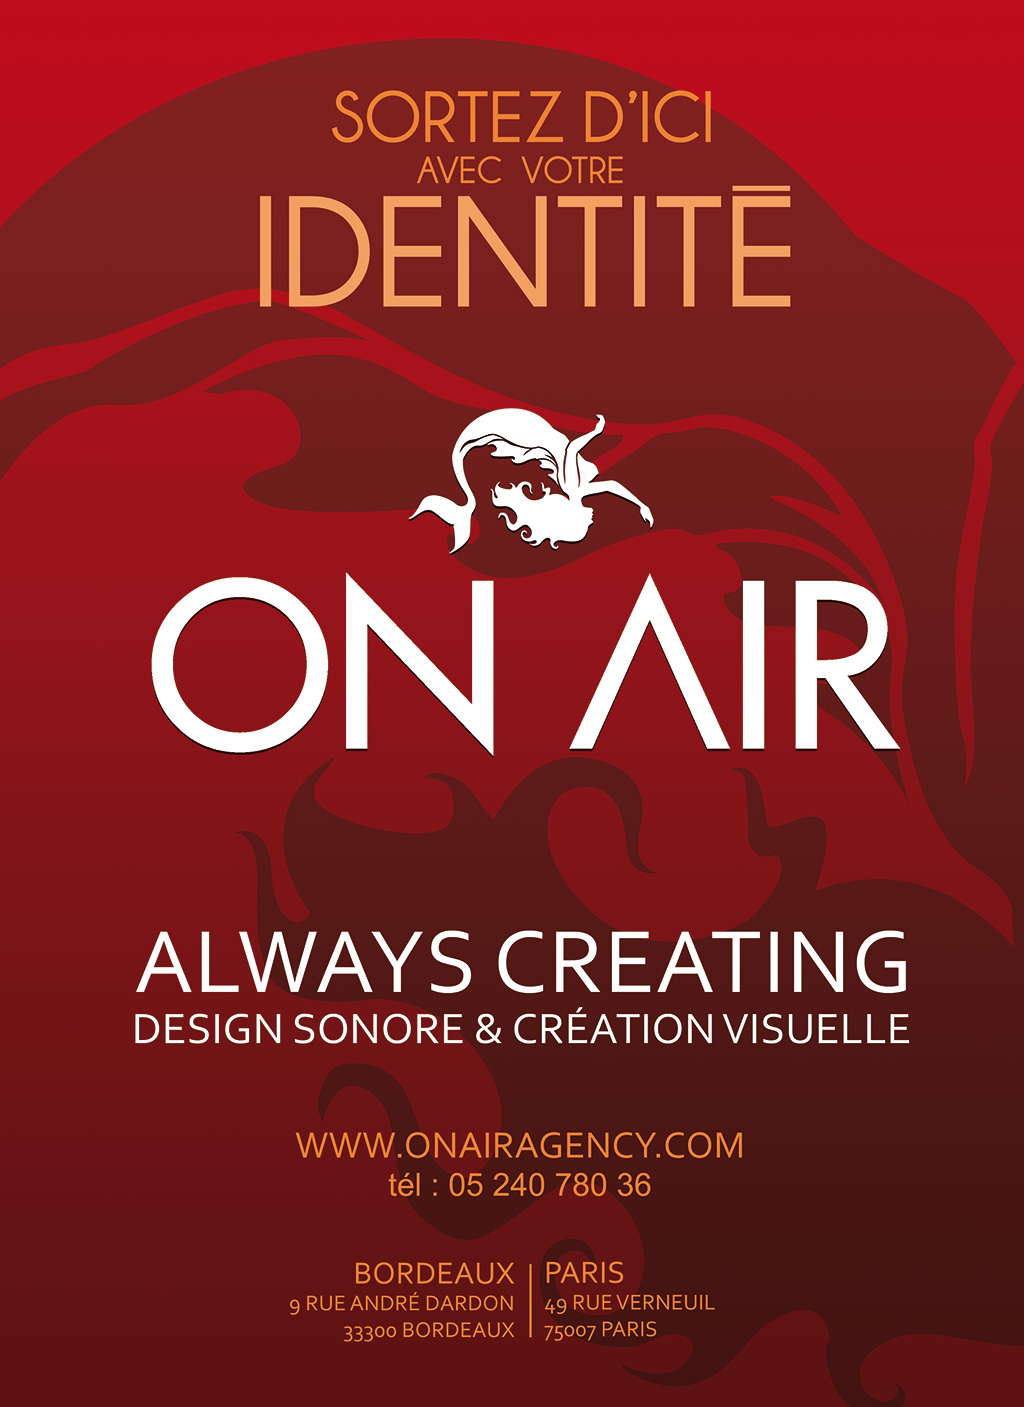 SORTEZ D'ICI
AVEC VOTRE
IDENTITĒ
ON AIR
ALWAYS CREATING
DESIGN SONORE & CRÉATION VISUELLE
WWW.ONAIRAGENCY.COM
tél : 05 240 780 36
BORDEAUX
9 RUE ANDRÉ DARDON
33300 BORDEAUX
PARIS
49 RUE VERNEUIL
75007 PARIS